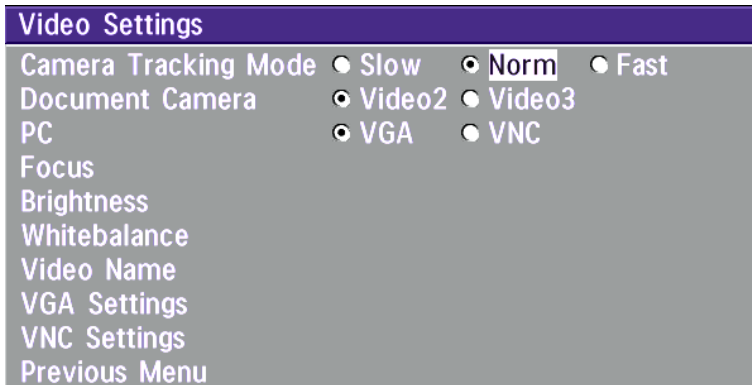 Video Settings
Camera Tracking Mode Slow Norm Fast
Document Camera Video2 Video3
PC VGA VNC
Focus
Brightness
Whitebalance
Video Name
VGA Settings
VNC Settings
Previous Menu